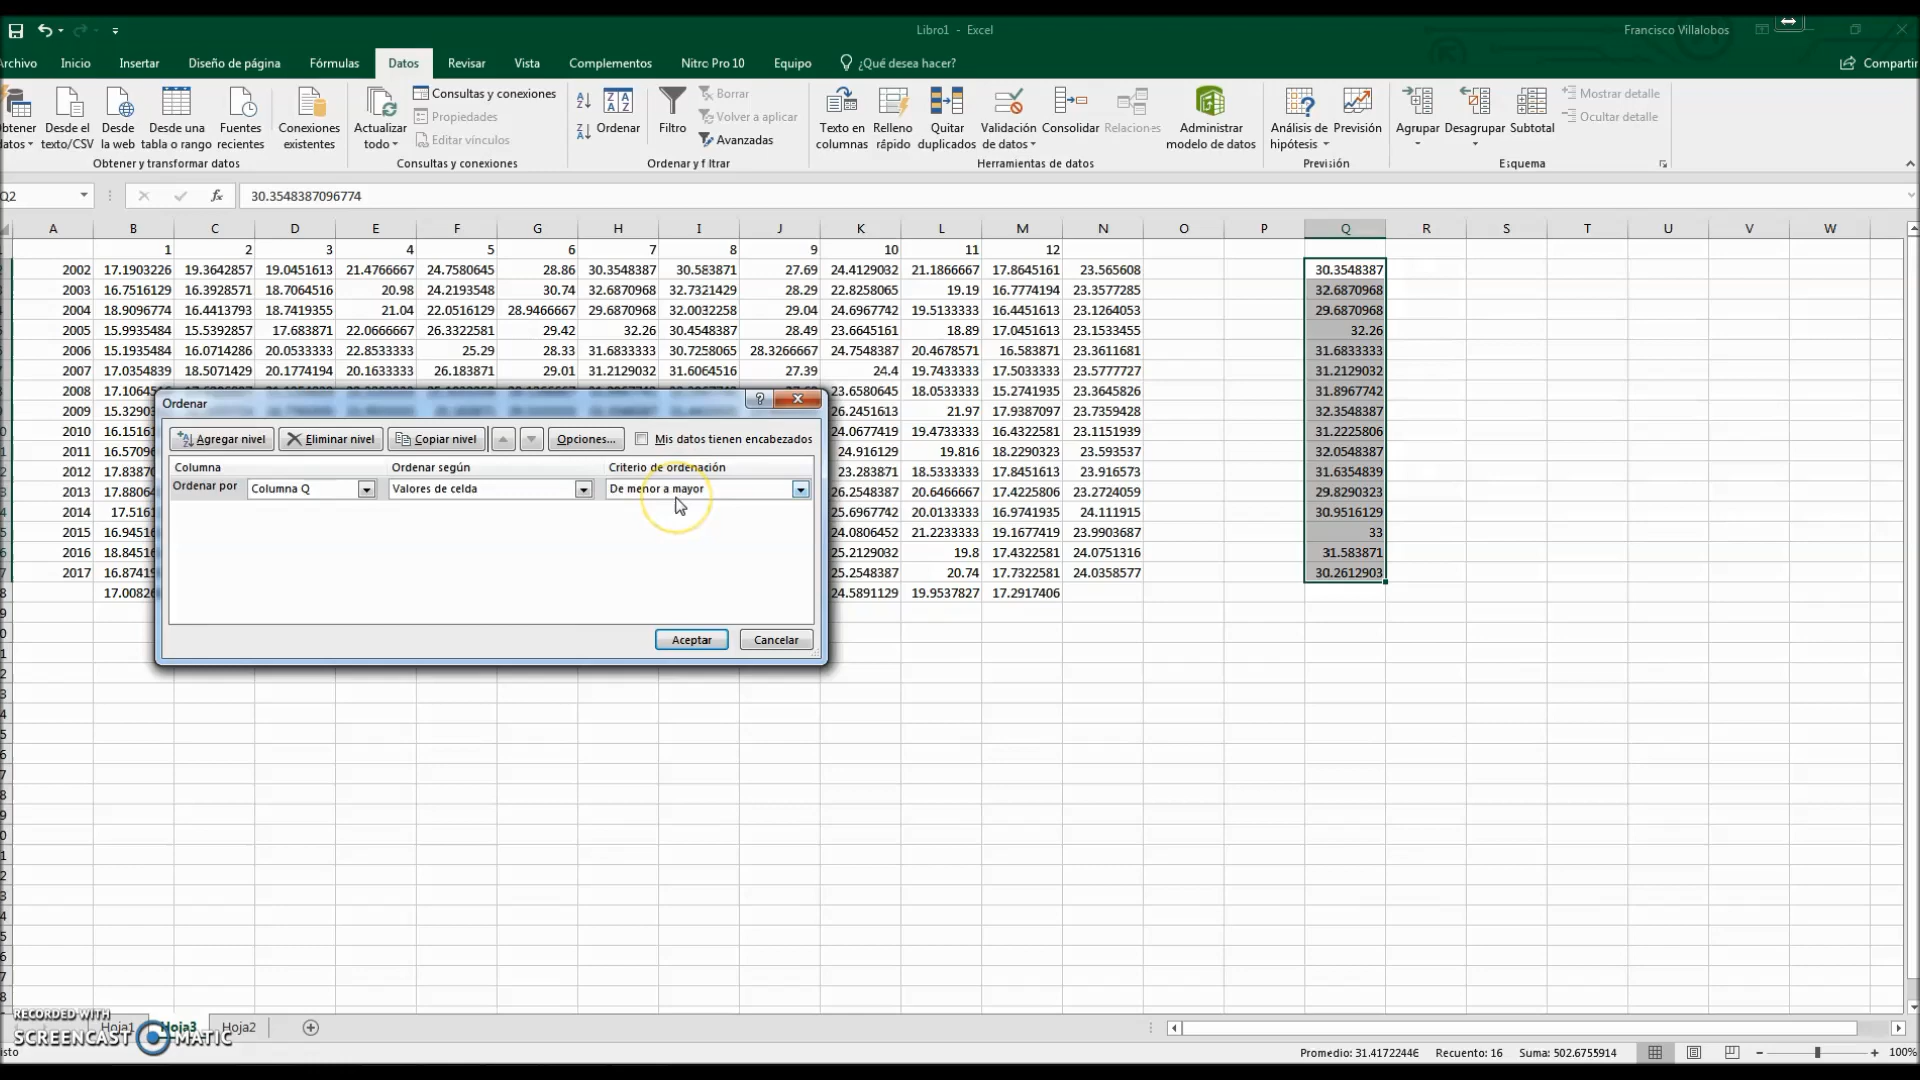 Libro1 - Excel
Francisco Villalobos
Archivo Inicio Insertar Diseño de página Fórmulas Datos Revisar Vista Complementos Nitro Pro 10 Equipo ¿Qué desea hacer? Compartir
Obtener datos
Desde el texto/CSV
Desde la web
Desde una tabla o rango
Fuentes recientes
Conexiones existentes
Obtener y transformar datos
Actualizar todo
Consultas y conexiones
Propiedades
Editar vínculos
Consultas y conexiones
Ordenar
Filtro
Borrar
Volver a aplicar
Avanzadas
Ordenar y filtrar
Texto en columnas
Relleno rápido
Quitar duplicados
Validación de datos
Consolidar
Relaciones
Administrar modelo de datos
Herramientas de datos
Análisis de hipótesis
Previsión
Previsión
Agrupar
Desagrupar
Subtotal
Mostrar detalle
Ocultar detalle
Esquema
Q2 fx 30.3548387096774
A B C D E F G H I J K L M N O P Q R S T U V W
1 2 3 4 5 6 7 8 9 10 11 12
2002 17.1903226 19.3642857 19.0451613 21.4766667 24.7580645 28.86 30.3548387 30.583871 27.69 24.4129032 21.1866667 17.8645161 23.565608 30.3548387
2003 16.7516129 16.3928571 18.7064516 20.98 24.2193548 30.74 32.6870968 32.7321429 28.29 22.8258065 19.19 16.7774194 23.3577285 32.6870968
2004 18.9096774 16.4413793 18.7419355 21.04 22.0516129 28.9466667 29.6870968 32.0032258 29.04 24.6967742 19.5133333 16.4451613 23.1264053 29.6870968
2005 15.9935484 15.5392857 17.683871 22.0666667 26.3322581 29.42 32.26 30.4548387 28.49 23.6645161 18.89 17.0451613 23.1533455 32.26
2006 15.1935484 16.0714286 20.0533333 22.8533333 25.29 28.33 31.6833333 30.7258065 28.3266667 24.7548387 20.4678571 16.583871 23.3611681 31.6833333
2007 17.0354839 18.5071429 20.1774194 20.1633333 26.183871 29.01 31.2129032 31.6064516 27.39 24.4 19.7433333 17.5033333 23.5777727 31.2129032
2008 17.10645 23.6580645 18.0533333 15.2741935 23.3645826 31.8967742
2009 15.32903 26.2451613 21.97 17.9387097 23.7359428 32.3548387
2010 16.1516 24.0677419 19.4733333 16.4322581 23.1151939 31.2225806
2011 16.57096 24.916129 19.816 18.2290323 23.593537 32.0548387
2012 17.83870 23.283871 18.5333333 17.8451613 23.916573 31.6354839
2013 17.88064 26.2548387 20.6466667 17.4225806 23.2724059 29.8290323
2014 17.516 25.6967742 20.0133333 16.9741935 24.111915 30.9516129
2015 16.94516 24.0806452 21.2233333 19.1677419 23.9903687 33
2016 18.84516 25.2129032 19.8 17.4322581 24.0751316 31.583871
2017 16.87419 25.2548387 20.74 17.7322581 24.0358577 30.2612903
17.00826 24.5891129 19.9537827 17.2917406
Ordenar
Agregar nivel Eliminar nivel Copiar nivel Opciones... Mis datos tienen encabezados
Columna Ordenar según Criterio de ordenación
Ordenar por Columna Q Valores de celda De menor a mayor
Aceptar Cancelar
RECORDED WITH
SCREENCAST MATIC
Hoja1 Hoja3 Hoja2
Promedio: 31.4172244 Recuento: 16 Suma: 502.6755914 100%